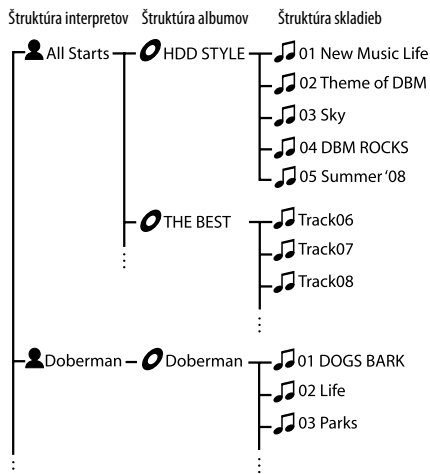 Štruktúra interpretov Štruktúra albumov Štruktúra skladieb
All Starts HDD STYLE 01 New Music Life
02 Theme of DBM
03 Sky
04 DBM ROCKS
05 Summer ‘08
THE BEST Track06
Track07
Track08
Doberman Doberman 01 DOGS BARK
02 Life
03 Parks